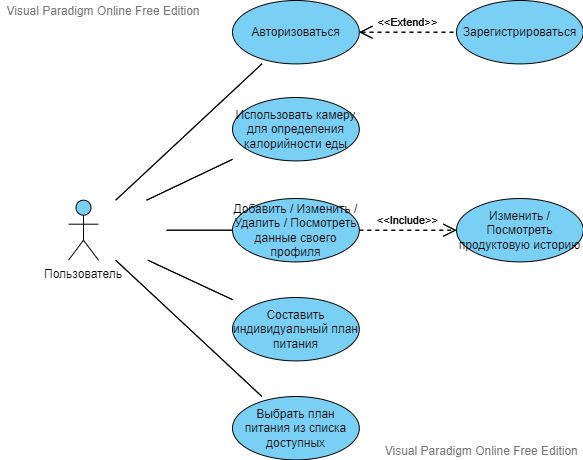 Visual Paradigm Online Free Edition
Авторизоваться
<<Extend>>
Зарегистрироваться
Использовать камеру
для определения
калорийности еды
Добавить / Изменить /
Удалить / Посмотреть
данные своего
профиля
<<Include>>
Изменить /
Посмотреть
продуктовую историю
Пользователь
Составить
индивидуальный план
питания
Выбрать план
питания из списка
доступных
Visual Paradigm Online Free Edition